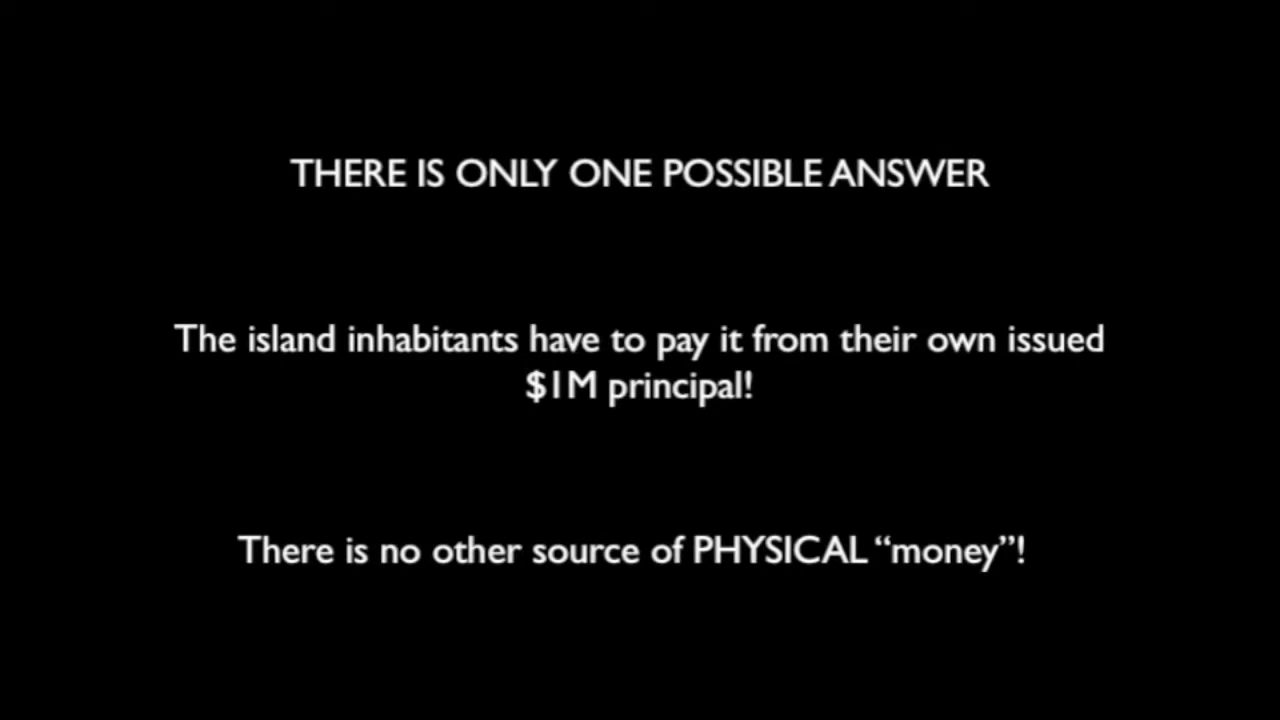 THERE IS ONLY ONE POSSIBLE ANSWER
The island inhabitants have to pay it from their own issued
$1M principal!
There is no other source of PHYSICAL “money”!